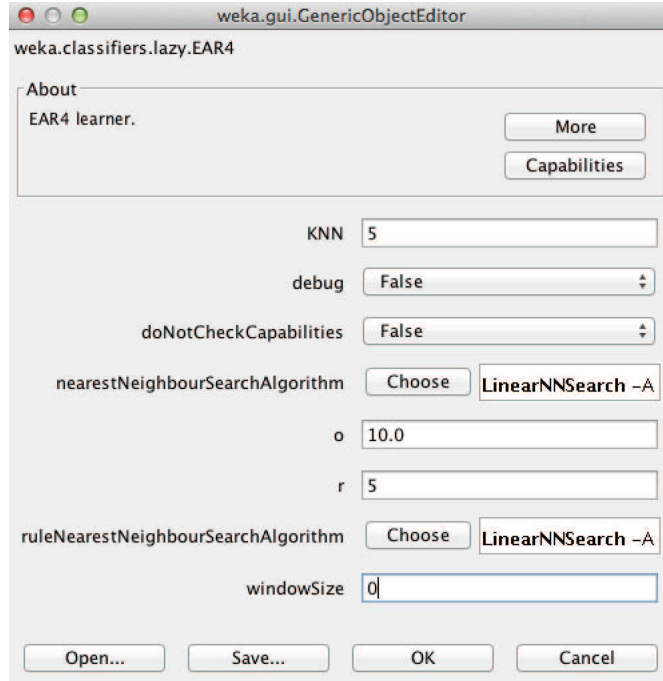 weka.gui.GenericObjectEditor
weka.classifiers.lazy.EAR4
About
EAR4 learner.
More
Capabilities
KNN 5
debug False
doNotCheckCapabilities False
nearestNeighbourSearchAlgorithm Choose LinearNNSearch -A
o 10.0
r 5
ruleNearestNeighbourSearchAlgorithm Choose LinearNNSearch -A
windowSize 0
Open... Save... OK Cancel